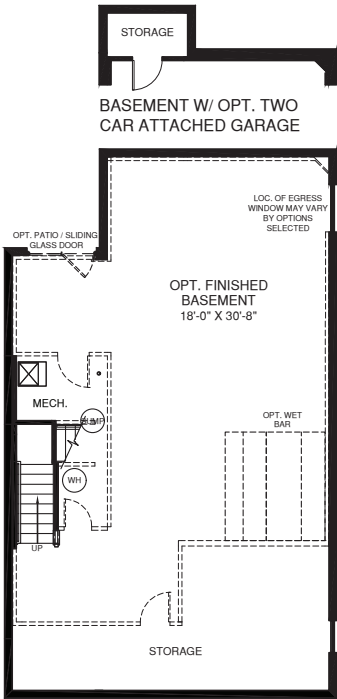 STORAGE
BASEMENT W/ OPT. TWO
CAR ATTACHED GARAGE
LOC. OF EGRESS
WINDOW MAY VARY
BY OPTIONS
SELECTED
OPT. PATIO / SLIDING
GLASS DOOR
OPT. FINISHED
BASEMENT
18'-0" X 30'-8"
MECH.
SUMP
OPT. WET
BAR
WH
UP
STORAGE